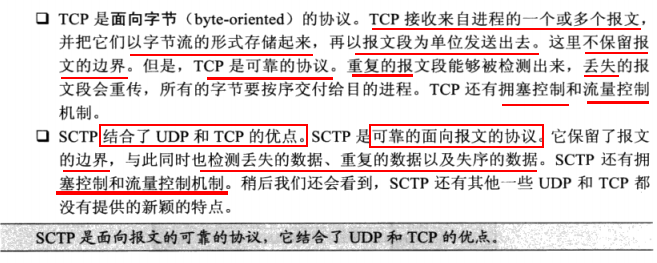 ❑ TCP 是面向字节（byte-oriented）的协议。TCP 接收来自进程的一个或多个报文，
并把它们以字节流的形式存储起来，再以报文段为单位发送出去。这里不保留报
文的边界。但是，TCP 是可靠的协议。重复的报文段能够被检测出来，丢失的报
文段会重传，所有的字节要按序交付给目的进程。TCP 还有拥塞控制和流量控制
机制。
❑ SCTP 结合了 UDP 和 TCP 的优点。SCTP 是可靠的面向报文的协议。它保留了报文
的边界，与此同时也检测丢失的数据、重复的数据以及失序的数据。SCTP 还有拥
塞控制和流量控制机制。稍后我们还会看到，SCTP 还有其他一些 UDP 和 TCP 都
没有提供的新颖的特点。
SCTP 是面向报文的可靠的协议，它结合了 UDP 和 TCP 的优点。